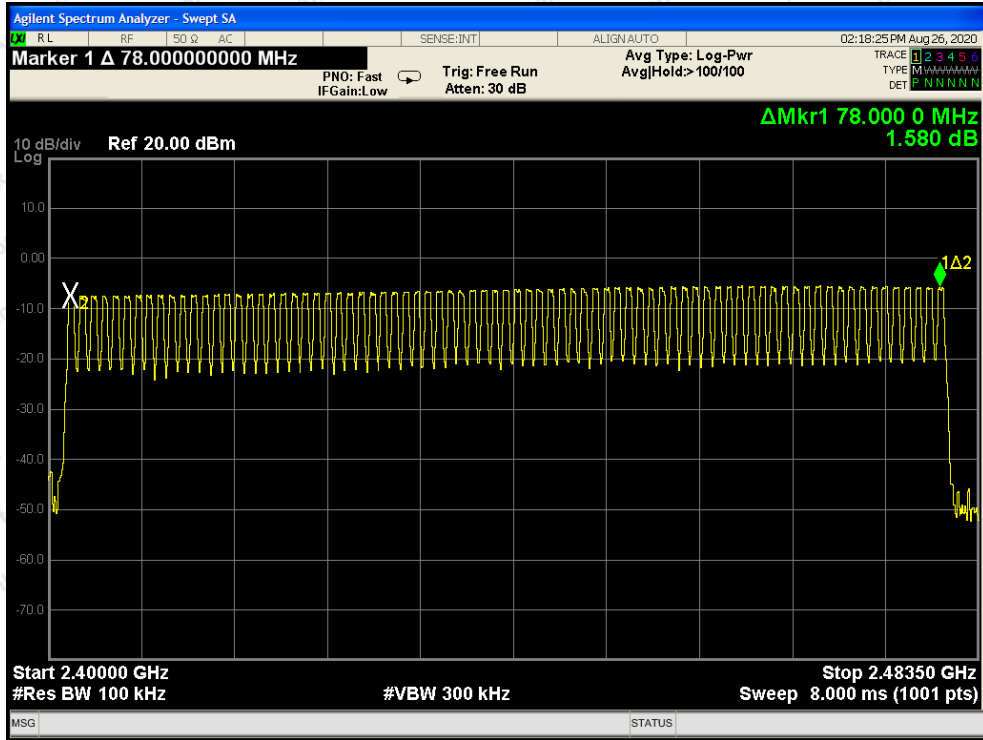 Agilent Spectrum Analyzer - Swept SA
LXI RL RF 50 Ω AC SENSE:INT ALIGN AUTO 02:18:25 PM Aug 26, 2020
Marker 1 Δ 78.000000000 MHz
PNO: Fast
IFGain:Low
Trig: Free Run
Atten: 30 dB
Avg Type: Log-Pwr
Avg|Hold:>100/100
TRACE 1 2 3 4 5 6
TYPE M W W W W W
DET P N N N N N
ΔMkr1 78.000 0 MHz
1.580 dB
10 dB/div Ref 20.00 dBm
Log
10.0
0.00
1Δ2
X2
-10.0
-20.0
-30.0
-40.0
-50.0
-60.0
-70.0
Start 2.40000 GHz Stop 2.48350 GHz
#Res BW 100 kHz #VBW 300 kHz Sweep 8.000 ms (1001 pts)
MSG STATUS